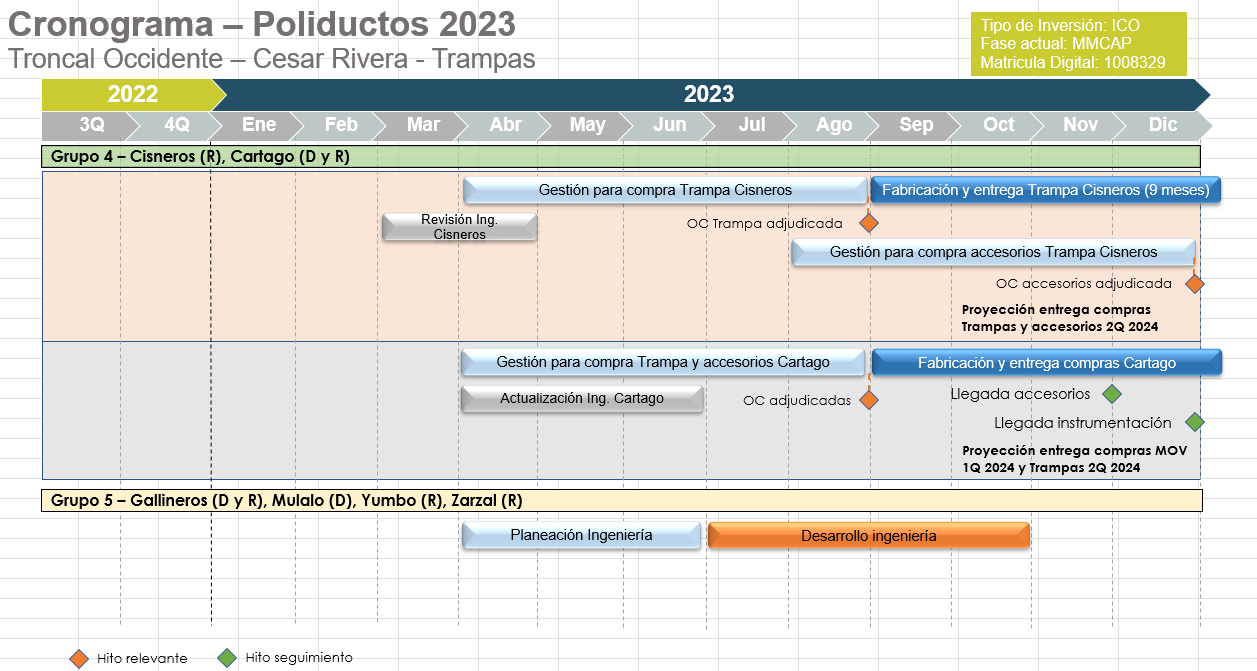 Cronograma – Poliductos 2023
Troncal Occidente – Cesar Rivera - Trampas
Tipo de Inversión: ICO
Fase actual: MMCAP
Matricula Digital: 1008329
2022 2023
3Q 4Q Ene Feb Mar Abr May Jun Jul Ago Sep Oct Nov Dic
Grupo 4 – Cisneros (R), Cartago (D y R)
Gestión para compra Trampa Cisneros
Fabricación y entrega Trampa Cisneros (9 meses)
Revisión Ing.
Cisneros
OC Trampa adjudicada
Gestión para compra accesorios Trampa Cisneros
OC accesorios adjudicada
Proyección entrega compras
Trampas y accesorios 2Q 2024
Gestión para compra Trampa y accesorios Cartago
Fabricación y entrega compras Cartago
Actualización Ing. Cartago
OC adjudicadas
Llegada accesorios
Llegada instrumentación
Proyección entrega compras MOV
1Q 2024 y Trampas 2Q 2024
Grupo 5 – Gallineros (D y R), Mulalo (D), Yumbo (R), Zarzal (R)
Planeación Ingeniería
Desarrollo ingeniería
Hito relevante
Hito seguimiento